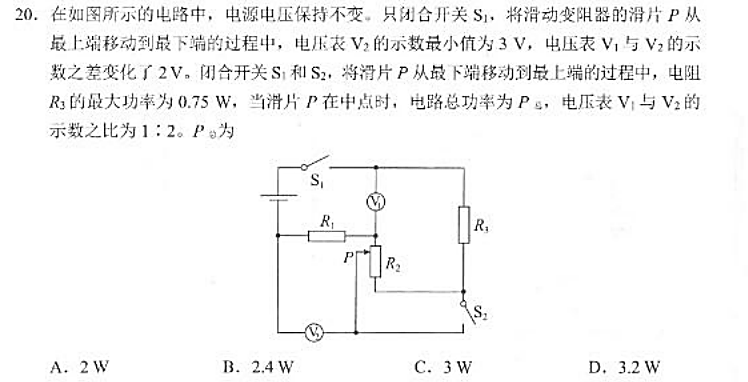 20. 在如图所示的电路中，电源电压保持不变。只闭合开关 S₁，将滑动变阻器的滑片 P 从
最上端移动到最下端的过程中，电压表 V₂ 的示数最小值为 3 V，电压表 V₁ 与 V₂ 的示
数之差变化了 2 V。闭合开关 S₁ 和 S₂，将滑片 P 从最下端移动到最上端的过程中，电阻
R₃ 的最大功率为 0.75 W，当滑片 P 在中点时，电路总功率为 P总，电压表 V₁ 与 V₂ 的
示数之比为 1∶2。P总为
S₁
V₁
R₁
R₃
P
R₂
S₂
V₂
A. 2 W B. 2.4 W C. 3 W D. 3.2 W